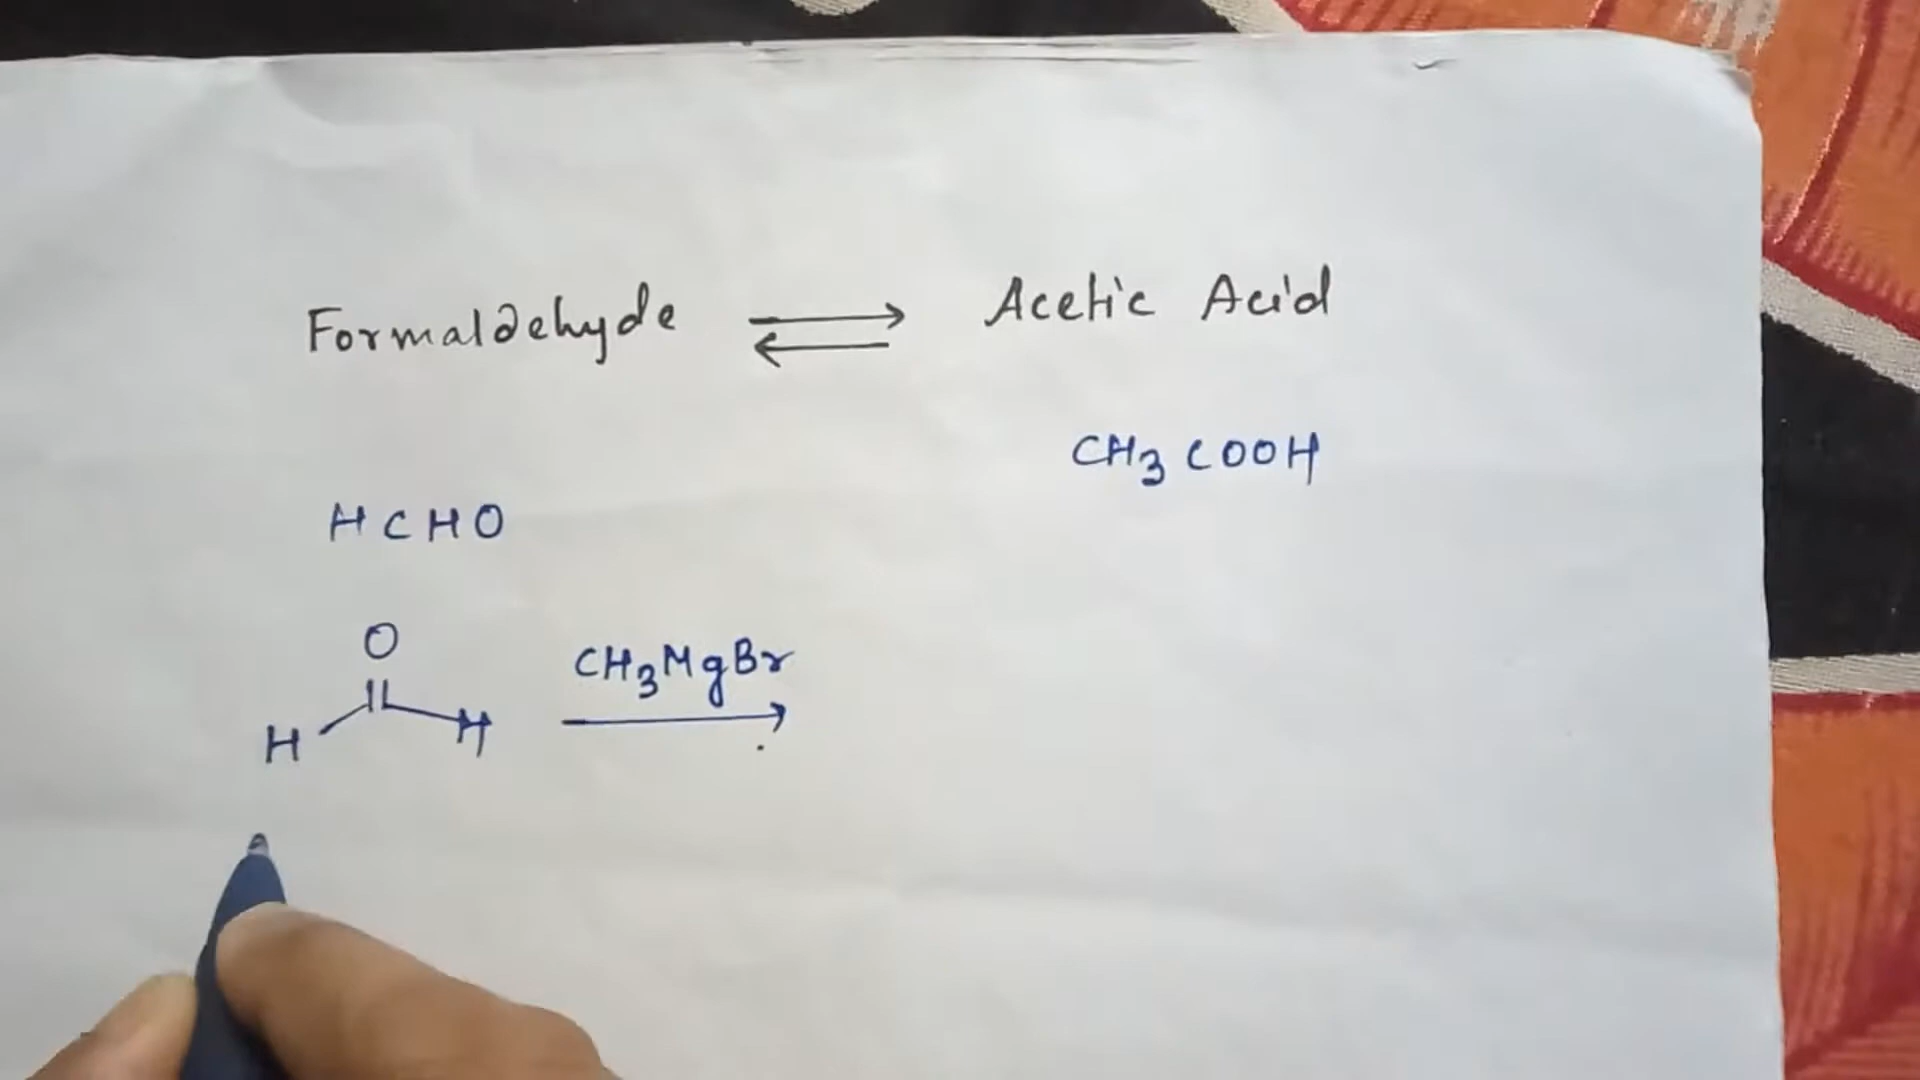 Formaldehyde ⇌ Acetic Acid
CH3COOH
HCHO
O
CH3MgBr
H H